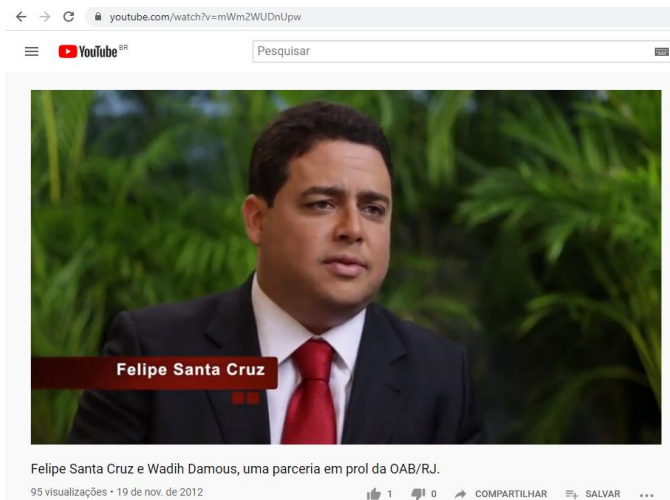 youtube.com/watch?v=mWm2WUDnUpw
YouTube BR
Pesquisar
Felipe Santa Cruz
Felipe Santa Cruz e Wadih Damous, uma parceria em prol da OAB/RJ.
95 visualizações • 19 de nov. de 2012
1 0 COMPARTILHAR SALVAR